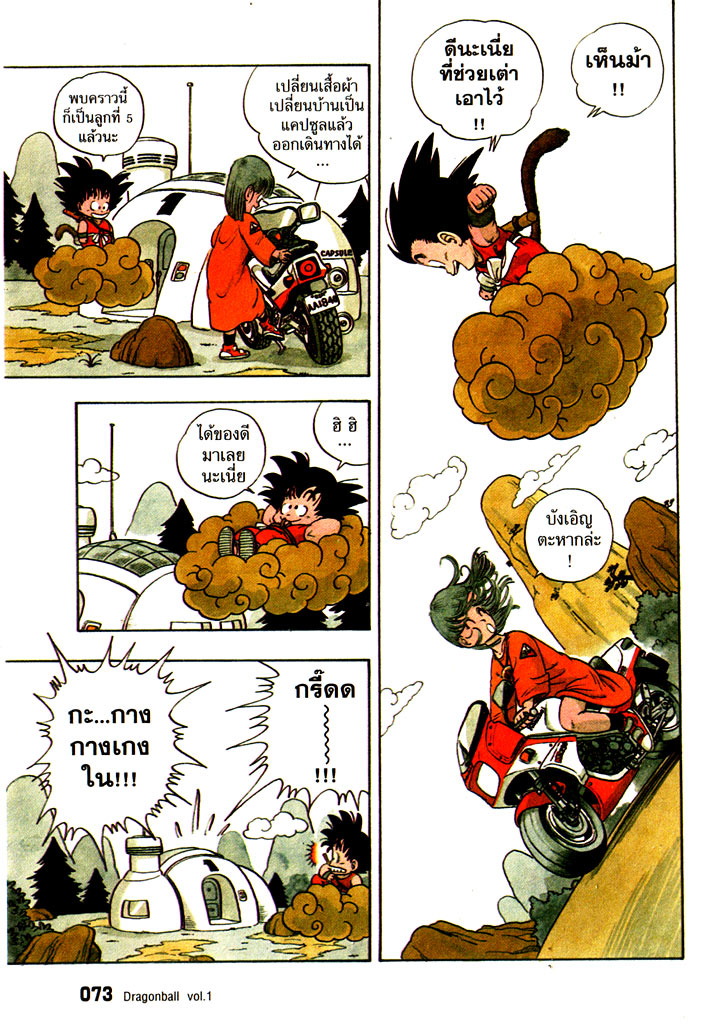 เห็นม้า
!!
ดีนะเนี่ย
ที่ช่วยเต่า
เอาไว้
!!
บังเอิญ
ตะหากล่ะ
!
เปลี่ยนเสื้อผ้า
เปลี่ยนบ้านเป็น
แคปซูลแล้ว
ออกเดินทางได้
...
พบคราวนี้
ก็เป็นลูกที่ 5
แล้วนะ
CAPSULE
AA1846
ฮิ ฮิ
...
ได้ของดี
มาเลย
นะเนี่ย
กรี๊ดด
!!!
กะ...กาง
กางเกง
ใน!!!
073 Dragonball vol.1